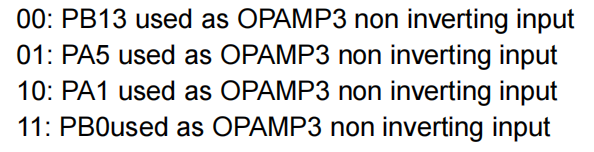 00: PB13 used as OPAMP3 non inverting input
01: PA5 used as OPAMP3 non inverting input
10: PA1 used as OPAMP3 non inverting input
11: PB0used as OPAMP3 non inverting input